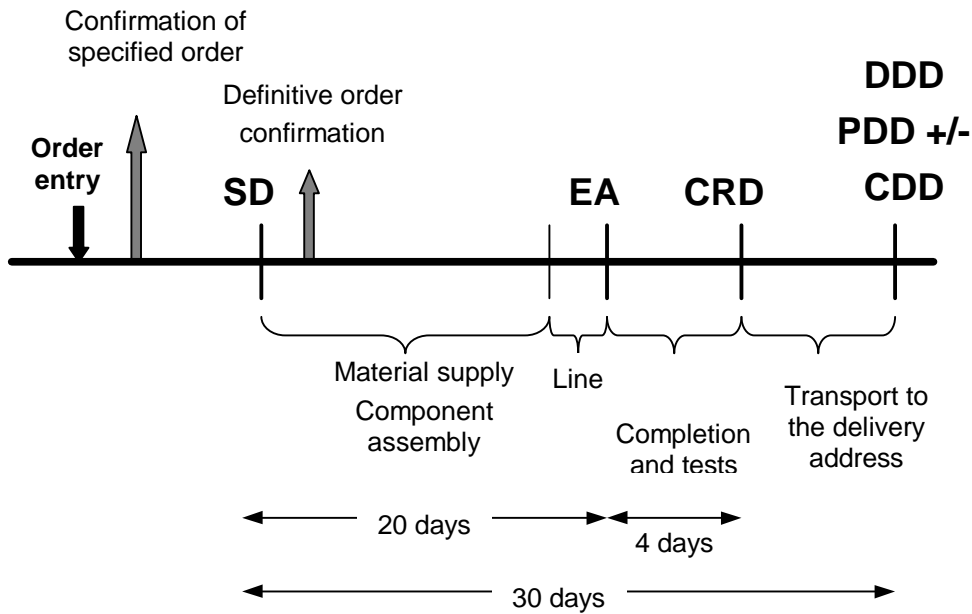 Confirmation of
specified order
Definitive order
confirmation
Order
entry
DDD
PDD +/-
CDD
SD
EA
CRD
Material supply
Component
assembly
Line
Completion
and tests
Transport to
the delivery
address
20 days
4 days
30 days